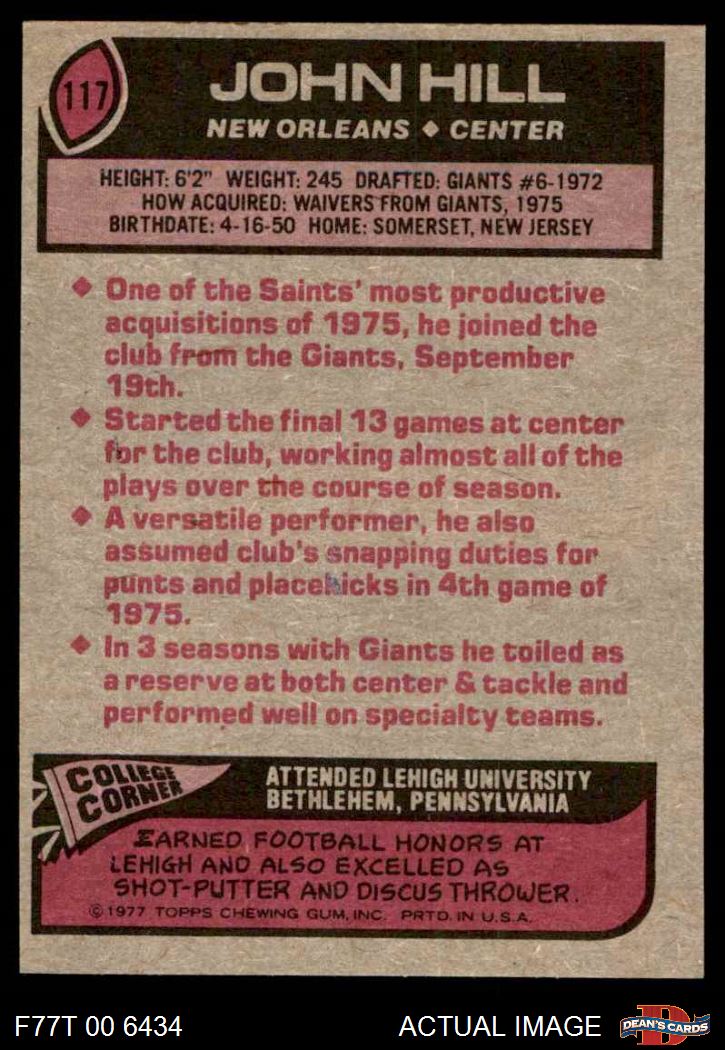 117
JOHN HILL
NEW ORLEANS ◆ CENTER
HEIGHT: 6'2" WEIGHT: 245 DRAFTED: GIANTS #6-1972
HOW ACQUIRED: WAIVERS FROM GIANTS, 1975
BIRTHDATE: 4-16-50 HOME: SOMERSET, NEW JERSEY
◆ One of the Saints' most productive
acquisitions of 1975, he joined the
club from the Giants, September
19th.
◆ Started the final 13 games at center
for the club, working almost all of the
plays over the course of season.
◆ A versatile performer, he also
assumed club's snapping duties for
punts and placekicks in 4th game of
1975.
◆ In 3 seasons with Giants he toiled as
a reserve at both center & tackle and
performed well on specialty teams.
COLLEGE
CORNER
ATTENDED LEHIGH UNIVERSITY
BETHLEHEM, PENNSYLVANIA
EARNED FOOTBALL HONORS AT
LEHIGH AND ALSO EXCELLED AS
SHOT-PUTTER AND DISCUS THROWER.
©1977 TOPPS CHEWING GUM, INC. PRTD. IN U.S.A.
F77T 00 6434
ACTUAL IMAGE
D
DEAN'S CARDS